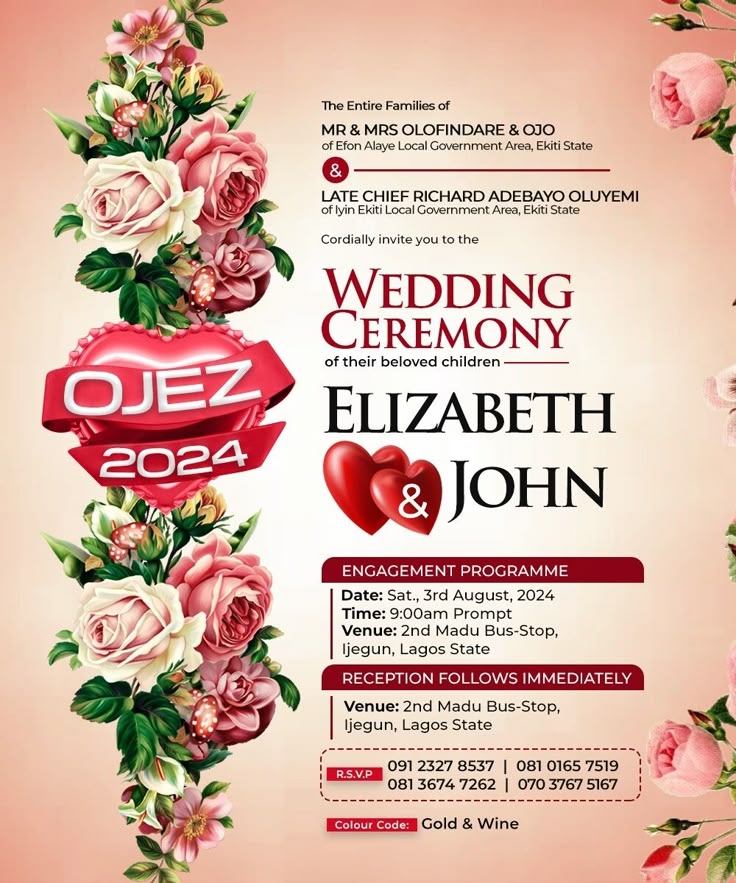 The Entire Families of
MR & MRS OLOFINDARE & OJO
of Efon Alaye Local Government Area, Ekiti State
&
LATE CHIEF RICHARD ADEBAYO OLUYEMI
of Iyin Ekiti Local Government Area, Ekiti State
Cordially invite you to the
WEDDING
CEREMONY
of their beloved children
ELIZABETH
& JOHN
OJEZ
2024
ENGAGEMENT PROGRAMME
Date: Sat., 3rd August, 2024
Time: 9:00am Prompt
Venue: 2nd Madu Bus-Stop,
Ijegun, Lagos State
RECEPTION FOLLOWS IMMEDIATELY
Venue: 2nd Madu Bus-Stop,
Ijegun, Lagos State
R.S.V.P
091 2327 8537 | 081 0165 7519
081 3674 7262 | 070 3767 5167
Colour Code: Gold & Wine